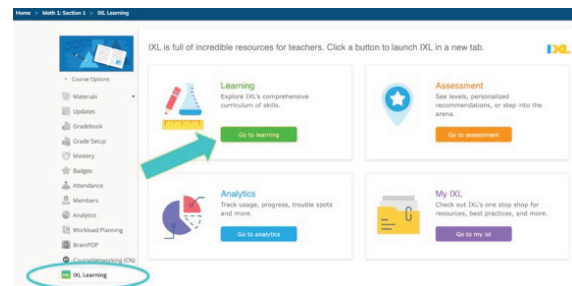 Home » Math 1: Section 1 » IXL Learning
IXL is full of incredible resources for teachers. Click a button to launch IXL in a new tab.
IXL
Course Options
Materials
Updates
Gradebook
Grade Setup
Mastery
Badges
Attendance
Members
Analytics
Workload Planning
BrainPOP
CourseNetworking (CN)
IXL Learning
Learning
Explore IXL's comprehensive
curriculum of skills.
Go to learning
Assessment
See levels, personalized
recommendations, or step into the
arena.
Go to assessment
Analytics
Track usage, progress, trouble spots
and more.
Go to analytics
My IXL
Check out IXL's one stop shop for
resources, best practices, and more.
Go to my ixl